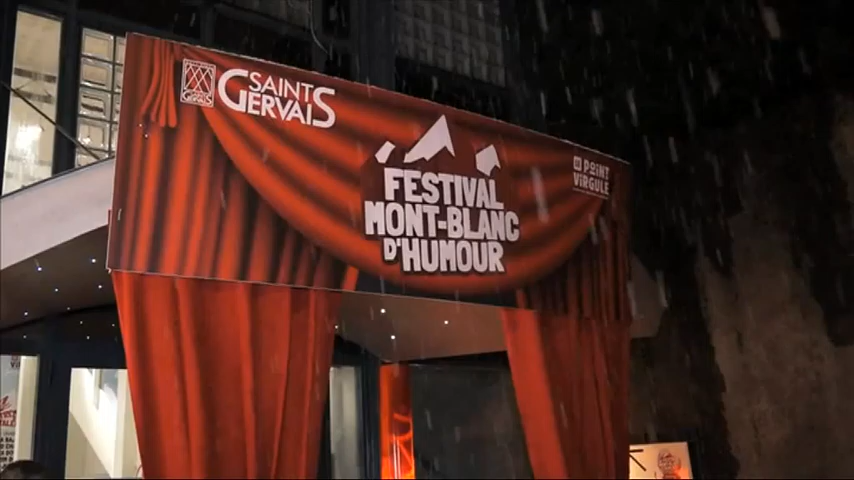 SAINT
GERVAIS
FESTIVAL
MONT-BLANC
D'HUMOUR
POINT
VIRGULE